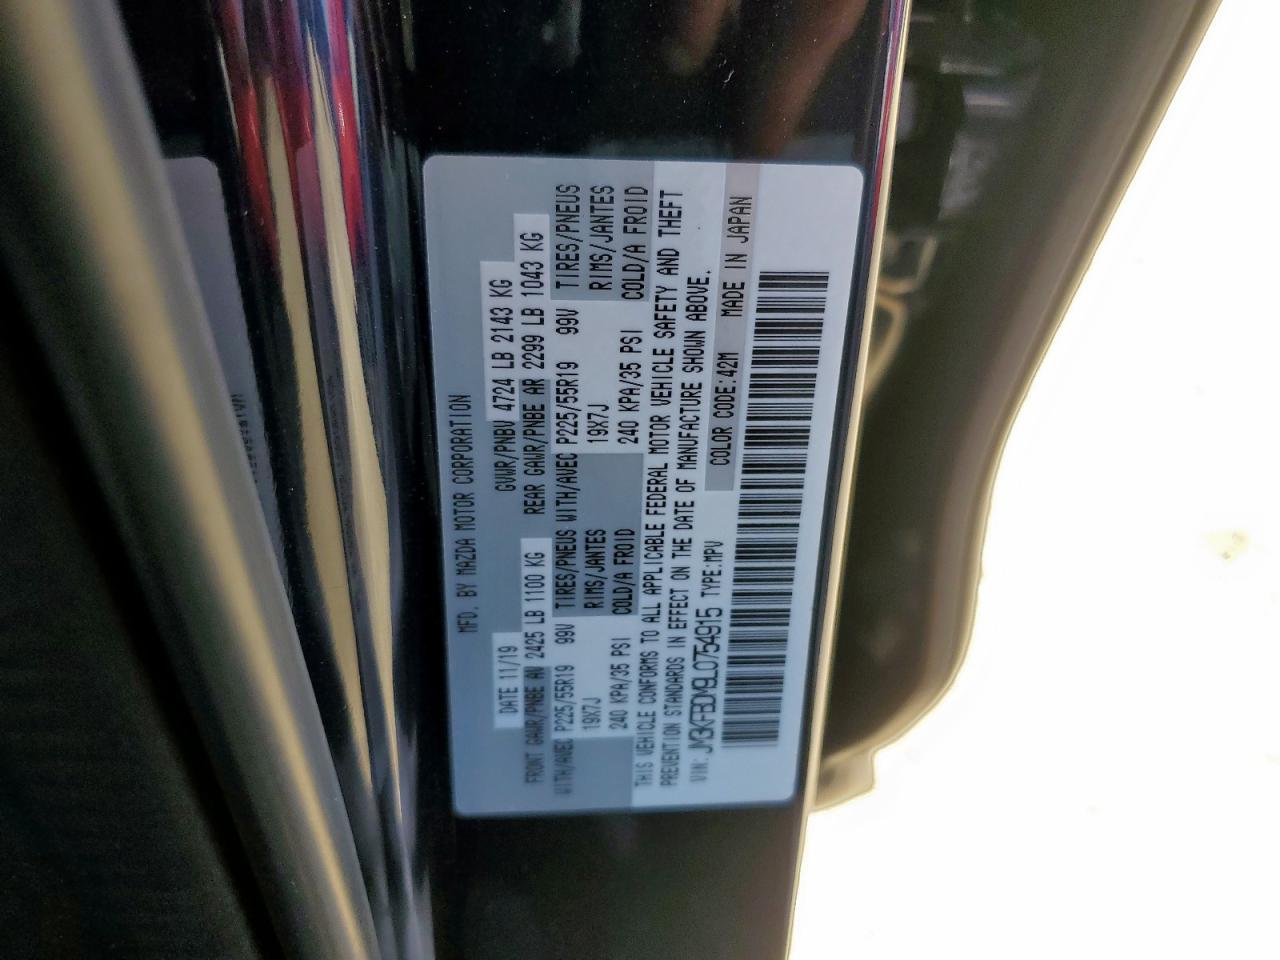 MFD. BY MAZDA MOTOR CORPORATION
DATE 11/19 GVWR/PNBV 4724 LB 2143 KG
FRONT GAWR/PNBE AV 2425 LB 1100 KG REAR GAWR/PNBE AR 2299 LB 1043 KG
WITH/AVEC P225/55R19 99V TIRES/PNEUS WITH/AVEC P225/55R19 99V TIRES/PNEUS
19X7J RIMS/JANTES 19X7J RIMS/JANTES
240 KPA/35 PSI COLD/A FROID 240 KPA/35 PSI COLD/A FROID
THIS VEHICLE CONFORMS TO ALL APPLICABLE FEDERAL MOTOR VEHICLE SAFETY AND THEFT
PREVENTION STANDARDS IN EFFECT ON THE DATE OF MANUFACTURE SHOWN ABOVE.
VIN: JM3KFBDM9L0754915 TYPE:MPV COLOR CODE:42M MADE IN JAPAN